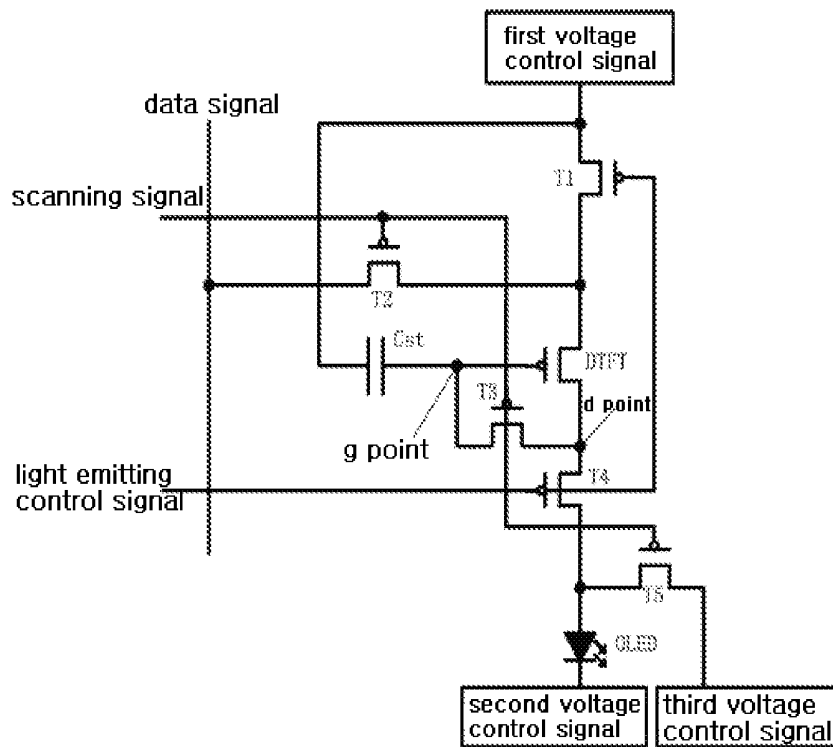 first voltage
control signal
data signal
T1
scanning signal
T2
Cst
DTFT
T3
d point
g point
light emitting
control signal
T4
T5
OLED
second voltage
control signal
third voltage
control signal